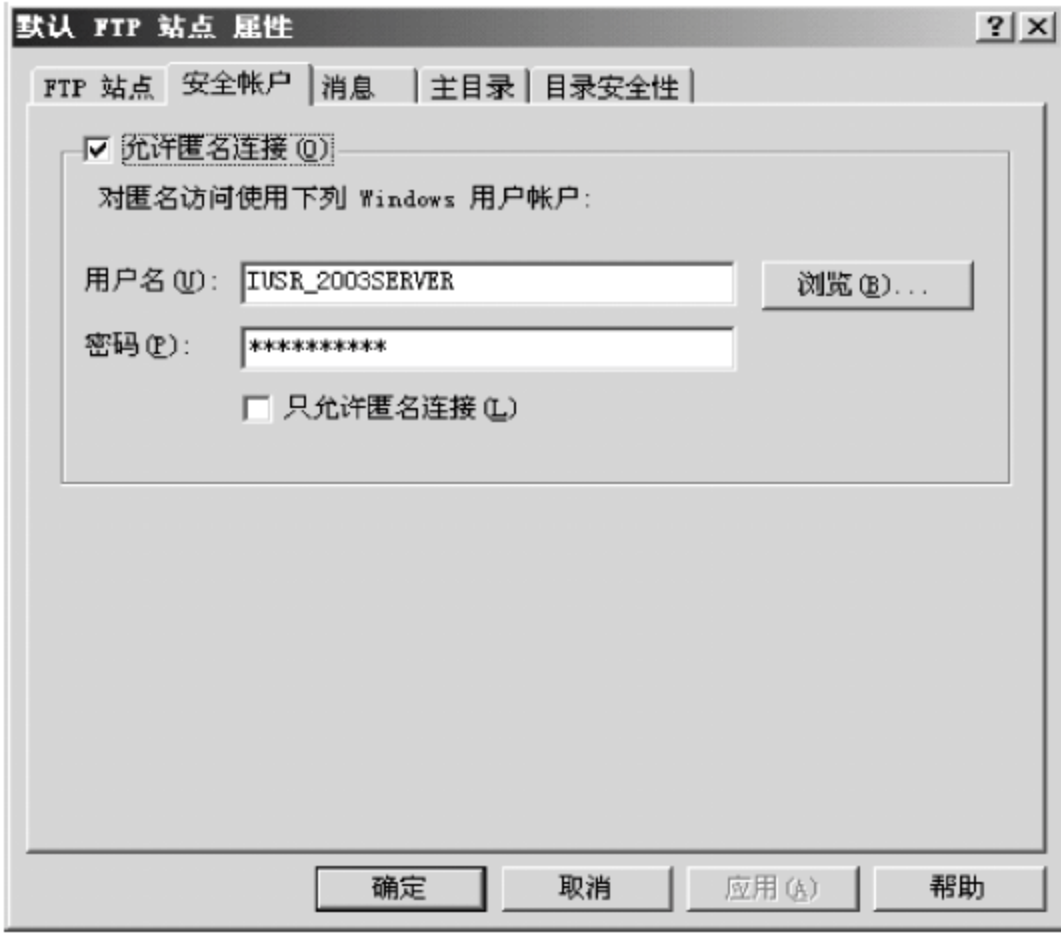 默认 FTP 站点 属性
FTP 站点 安全帐户 消息 主目录 目录安全性
允许匿名连接(O)
对匿名访问使用下列 Windows 用户帐户:
用户名(U): IUSR_2003SERVER 浏览(B)...
密码(P): **********
只允许匿名连接(L)
确定 取消 应用(A) 帮助